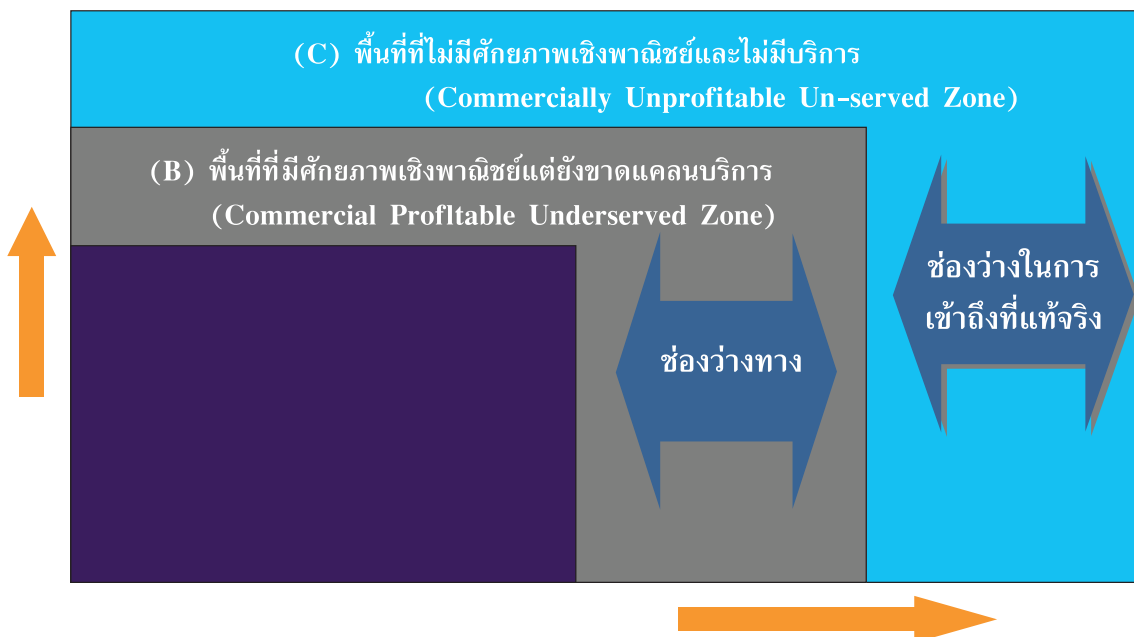 (C) พื้นที่ที่ไม่มีศักยภาพเชิงพาณิชย์และไม่มีบริการ
(Commercially Unprofitable Un-served Zone)
(B) พื้นที่ที่มีศักยภาพเชิงพาณิชย์แต่ยังขาดแคลนบริการ
(Commercial Profltable Underserved Zone)
ช่องว่างทาง
ช่องว่างในการ
เข้าถึงที่แท้จริง